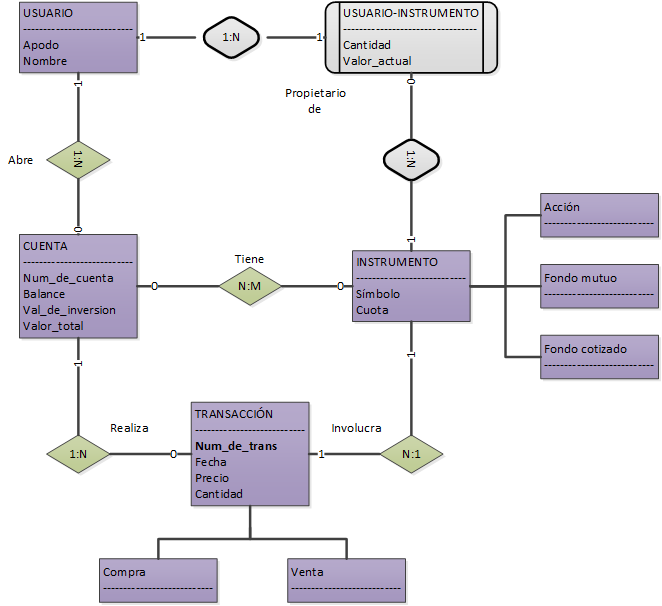 USUARIO
Apodo
Nombre
1
1:N
1
USUARIO-INSTRUMENTO
Cantidad
Valor_actual
1
Propietario
de
0
Abre
1:N
1:N
0
1
CUENTA
Num_de_cuenta
Balance
Val_de_inversion
Valor_total
Tiene
0
N:M
0
INSTRUMENTO
Símbolo
Cuota
Acción
Fondo mutuo
Fondo cotizado
1
1
Realiza
Involucra
1:N
0
TRANSACCIÓN
Num_de_trans
Fecha
Precio
Cantidad
1
N:1
Compra
Venta